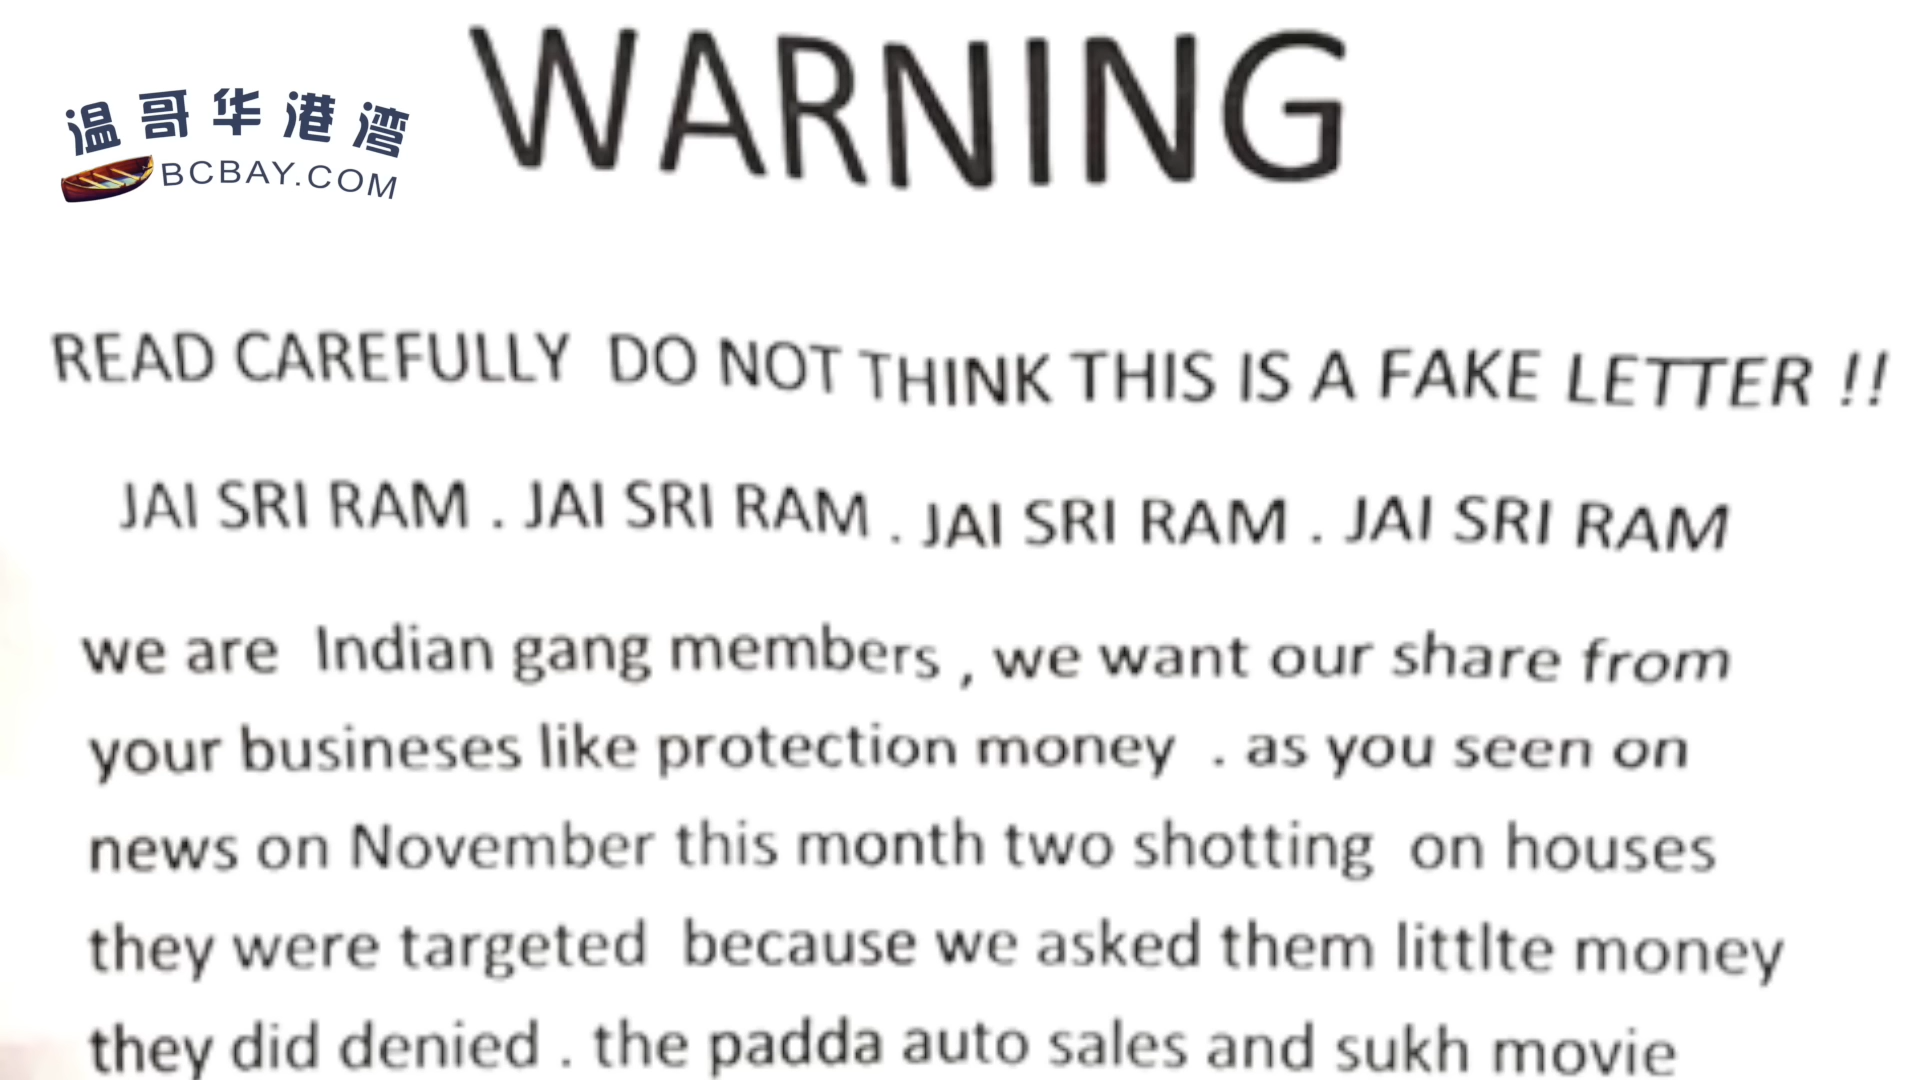 WARNING
温哥华港湾
BCBAY.COM
READ CAREFULLY DO NOT THINK THIS IS A FAKE LETTER !!
JAI SRI RAM . JAI SRI RAM . JAI SRI RAM . JAI SRI RAM
we are Indian gang members , we want our share from
your busineses like protection money . as you seen on
news on November this month two shotting on houses
they were targeted because we asked them littlte money
they did denied . the padda auto sales and sukh movie